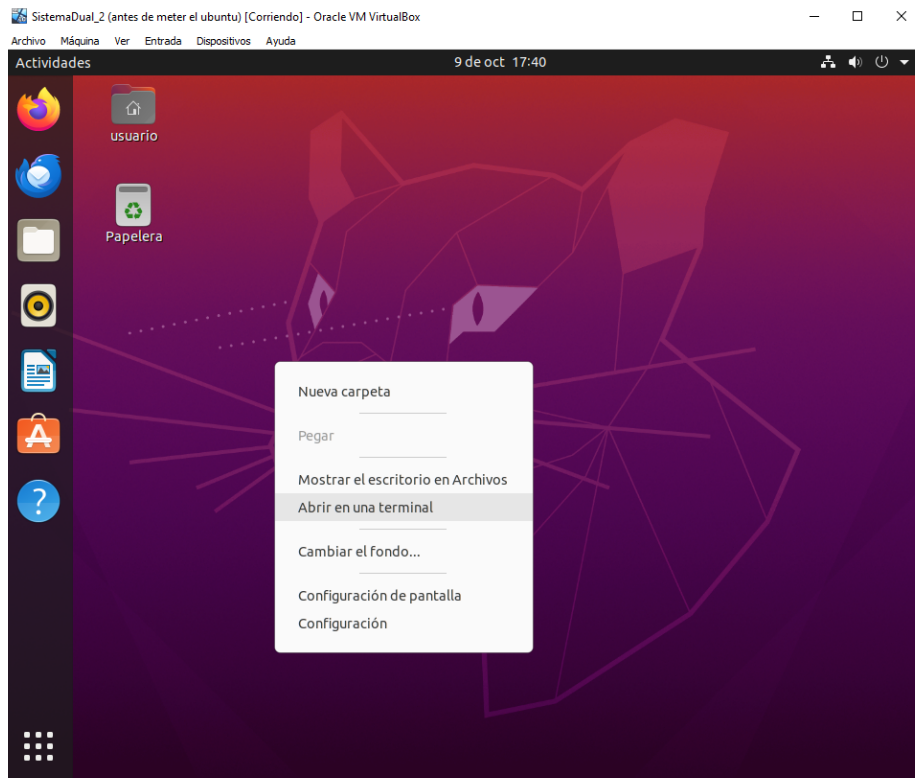 SistemaDual_2 (antes de meter el ubuntu) [Corriendo] - Oracle VM VirtualBox
Archivo Máquina Ver Entrada Dispositivos Ayuda
Actividades 9 de oct 17:40
usuario
Papelera
Nueva carpeta
Pegar
Mostrar el escritorio en Archivos
Abrir en una terminal
Cambiar el fondo...
Configuración de pantalla
Configuración